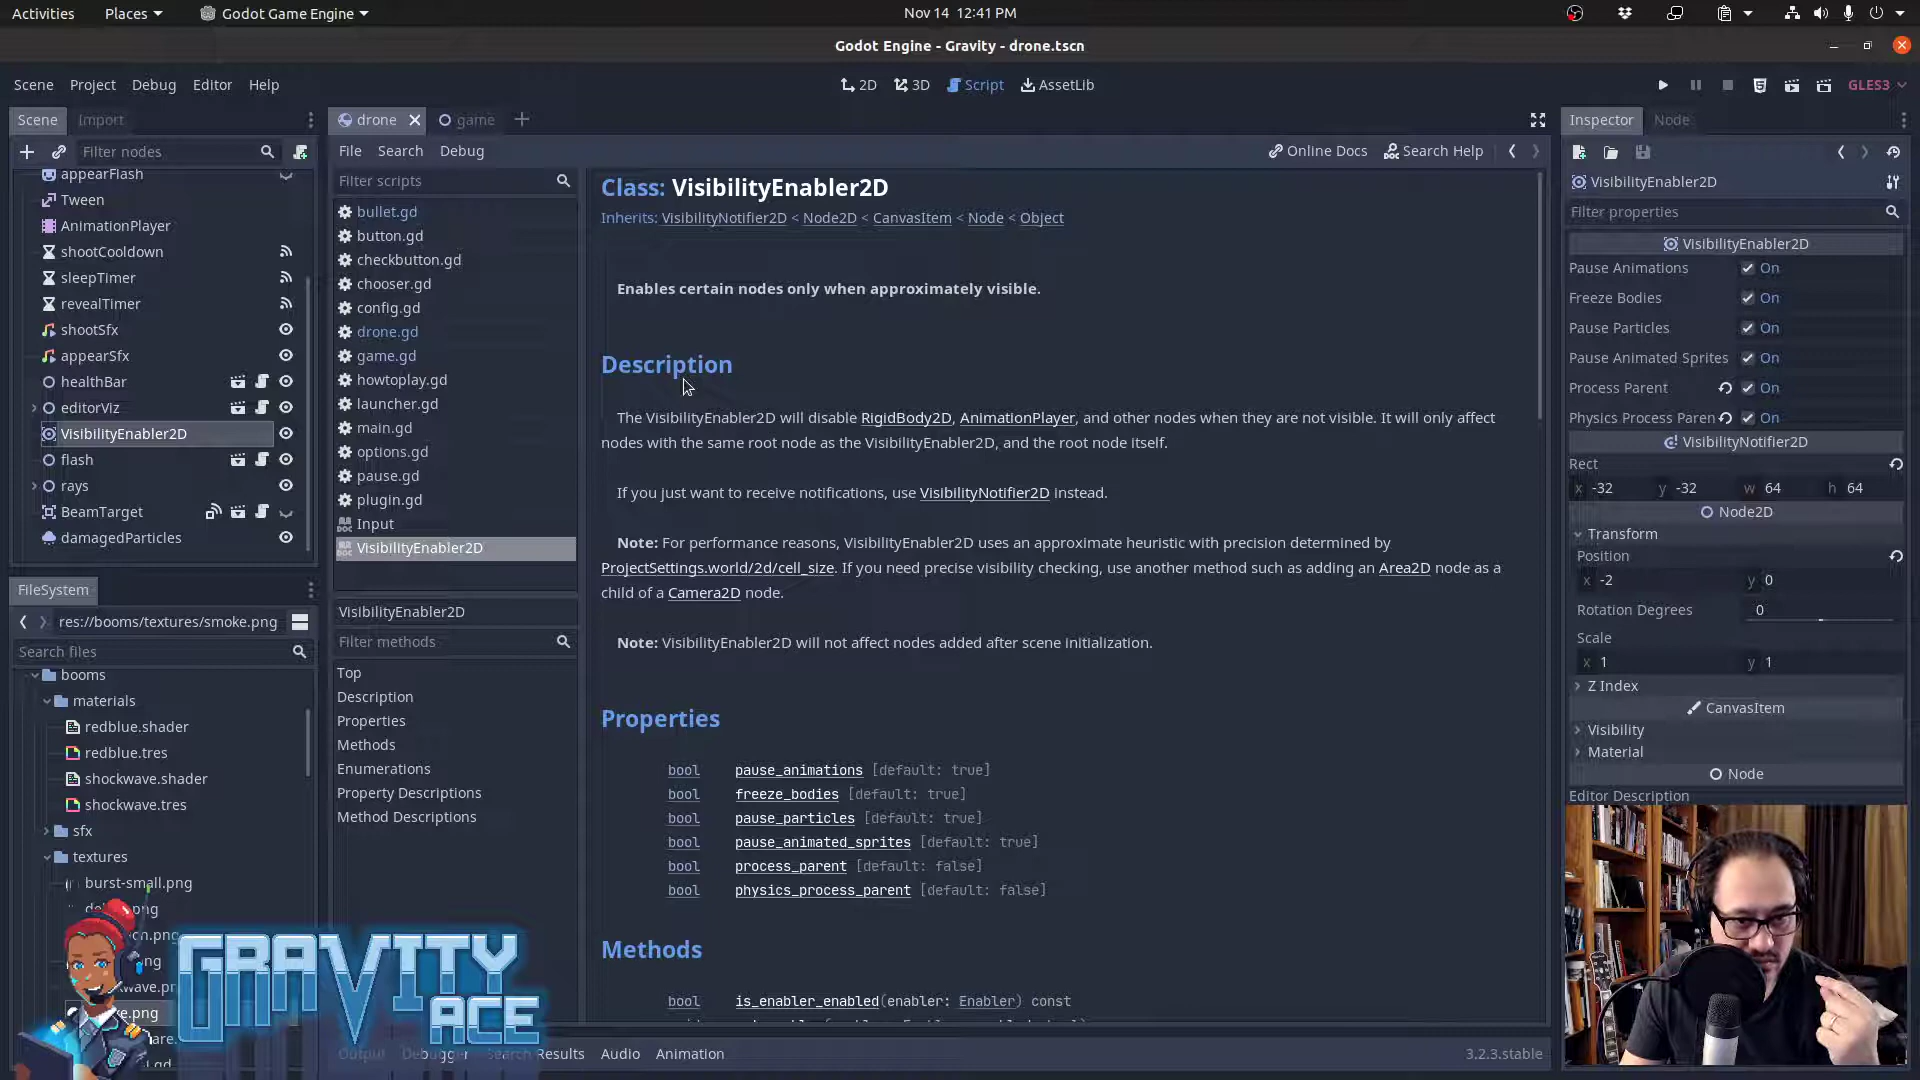 Activities
Places
Godot Game Engine
Nov 14 12:41 PM
Godot Engine - Gravity - drone.tscn
Scene
Project
Debug
Editor
Help
2D
3D
Script
AssetLib
GLES3
Scene
Import
Filter nodes
appearFlash
Tween
AnimationPlayer
shootCooldown
sleepTimer
revealTimer
shootSfx
appearSfx
healthBar
editorViz
VisibilityEnabler2D
flash
rays
BeamTarget
damagedParticles
FileSystem
res://booms/textures/smoke.png
Search files
booms
materials
redblue.shader
redblue.tres
shockwave.shader
shockwave.tres
sfx
textures
burst-small.png
GRAVITY
ACE
drone
game
File
Search
Debug
Online Docs
Search Help
Filter scripts
bullet.gd
button.gd
checkbutton.gd
chooser.gd
config.gd
drone.gd
game.gd
howtoplay.gd
launcher.gd
main.gd
options.gd
pause.gd
plugin.gd
Input
VisibilityEnabler2D
VisibilityEnabler2D
Filter methods
Top
Description
Properties
Methods
Enumerations
Property Descriptions
Method Descriptions
Class: VisibilityEnabler2D
Inherits: VisibilityNotifier2D < Node2D < CanvasItem < Node < Object
Enables certain nodes only when approximately visible.
Description
The VisibilityEnabler2D will disable RigidBody2D, AnimationPlayer, and other nodes when they are not visible. It will only affect
nodes with the same root node as the VisibilityEnabler2D, and the root node itself.
If you just want to receive notifications, use VisibilityNotifier2D instead.
Note: For performance reasons, VisibilityEnabler2D uses an approximate heuristic with precision determined by
ProjectSettings.world/2d/cell_size. If you need precise visibility checking, use another method such as adding an Area2D node as a
child of a Camera2D node.
Note: VisibilityEnabler2D will not affect nodes added after scene initialization.
Properties
bool pause_animations [default: true]
bool freeze_bodies [default: true]
bool pause_particles [default: true]
bool pause_animated_sprites [default: true]
bool process_parent [default: false]
bool physics_process_parent [default: false]
Methods
bool is_enabler_enabled(enabler: Enabler) const
Output
Debugger
Search Results
Audio
Animation
3.2.3.stable
Inspector
Node
VisibilityEnabler2D
Filter properties
VisibilityEnabler2D
Pause Animations On
Freeze Bodies On
Pause Particles On
Pause Animated Sprites On
Process Parent On
Physics Process Paren On
VisibilityNotifier2D
Rect
x -32 y -32 w 64 h 64
Node2D
Transform
Position
x -2 y 0
Rotation Degrees 0
Scale
x 1 y 1
Z Index
CanvasItem
Visibility
Material
Node
Editor Description